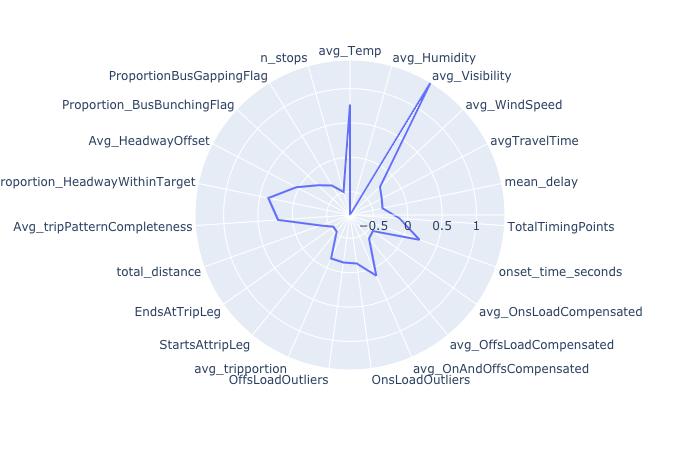 avg_Temp
avg_Humidity
avg_Visibility
avg_WindSpeed
avgTravelTime
mean_delay
TotalTimingPoints
onset_time_seconds
avg_OnsLoadCompensated
avg_OffsLoadCompensated
avg_OnAndOffsCompensated
OnsLoadOutliers
OffsLoadOutliers
avg_tripportion
StartsAttripLeg
EndsAtTripLeg
total_distance
Avg_tripPatternCompleteness
roportion_HeadwayWithinTarget
Avg_HeadwayOffset
Proportion_BusBunchingFlag
ProportionBusGappingFlag
n_stops
−0.5 0 0.5 1